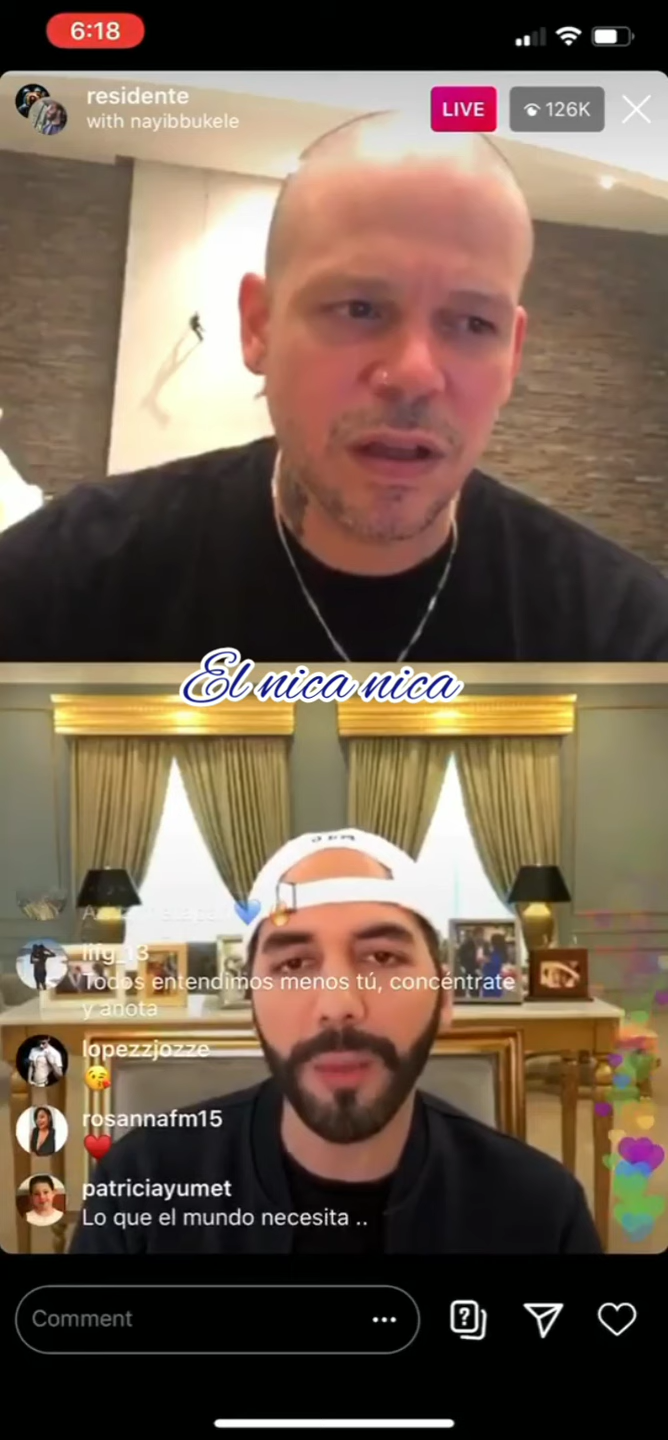 6:18
residente
with nayibbukele
LIVE
126K
El nica nica
lifg_13
Todos entendimos menos tú, concéntrate
y anota
lopezzjozze
rosannafm15
patriciayumet
Lo que el mundo necesita ..
Comment